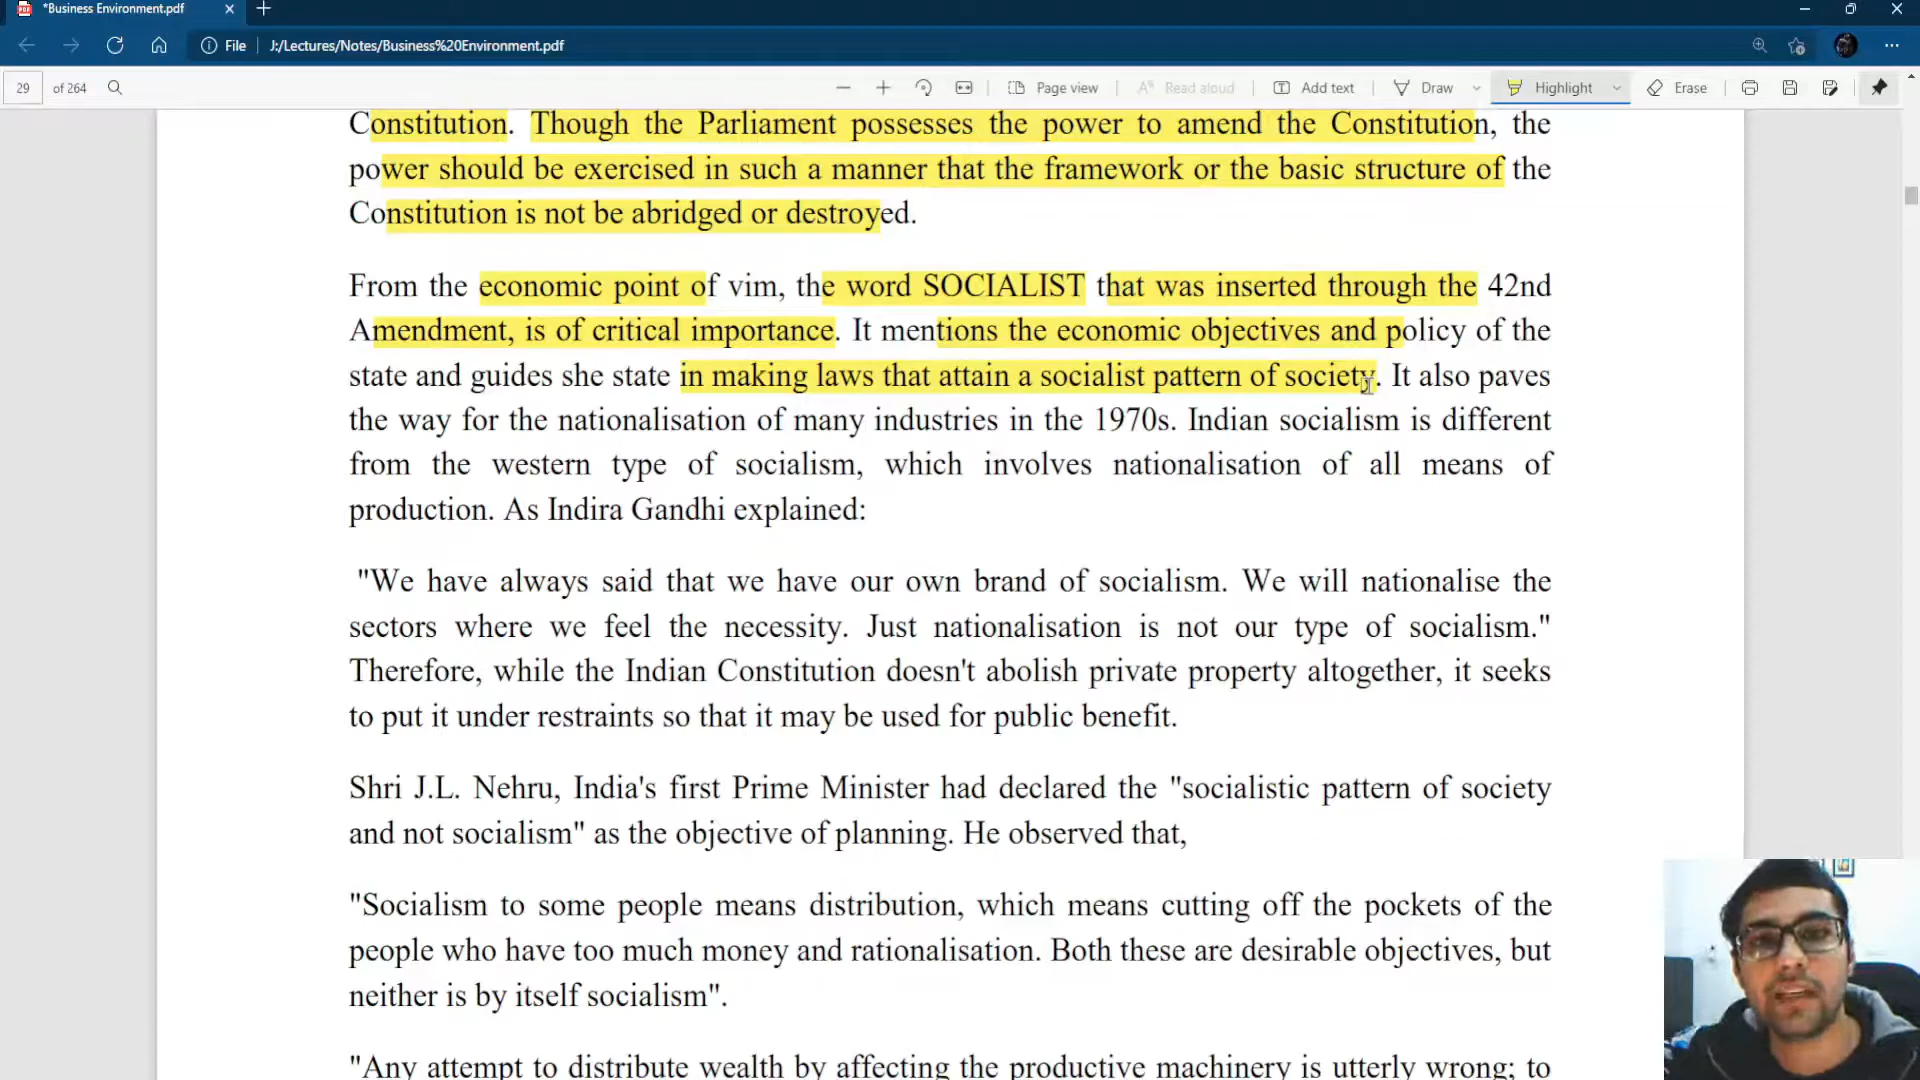 *Business Environment.pdf
File J:/Lectures/Notes/Business%20Environment.pdf
29 of 264 Page view Read aloud Add text Draw Highlight Erase
Constitution. Though the Parliament possesses the power to amend the Constitution, the
power should be exercised in such a manner that the framework or the basic structure of the
Constitution is not be abridged or destroyed.
From the economic point of vim, the word SOCIALIST that was inserted through the 42nd
Amendment, is of critical importance. It mentions the economic objectives and policy of the
state and guides she state in making laws that attain a socialist pattern of society. It also paves
the way for the nationalisation of many industries in the 1970s. Indian socialism is different
from the western type of socialism, which involves nationalisation of all means of
production. As Indira Gandhi explained:
"We have always said that we have our own brand of socialism. We will nationalise the
sectors where we feel the necessity. Just nationalisation is not our type of socialism."
Therefore, while the Indian Constitution doesn't abolish private property altogether, it seeks
to put it under restraints so that it may be used for public benefit.
Shri J.L. Nehru, India's first Prime Minister had declared the "socialistic pattern of society
and not socialism" as the objective of planning. He observed that,
"Socialism to some people means distribution, which means cutting off the pockets of the
people who have too much money and rationalisation. Both these are desirable objectives, but
neither is by itself socialism".
"Any attempt to distribute wealth by affecting the productive machinery is utterly wrong; to